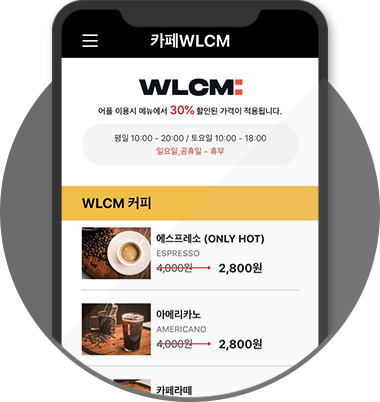 카페WLCM
WLCM:
어플 이용시 메뉴에서 30% 할인된 가격이 적용됩니다.
평일 10:00 - 20:00 / 토요일 10:00 - 18:00
일요일,공휴일 - 휴무
WLCM 커피
에스프레소 (ONLY HOT)
ESPRESSO
4,000원 2,800원
아메리카노
AMERICANO
4,000원 2,800원
카페라떼